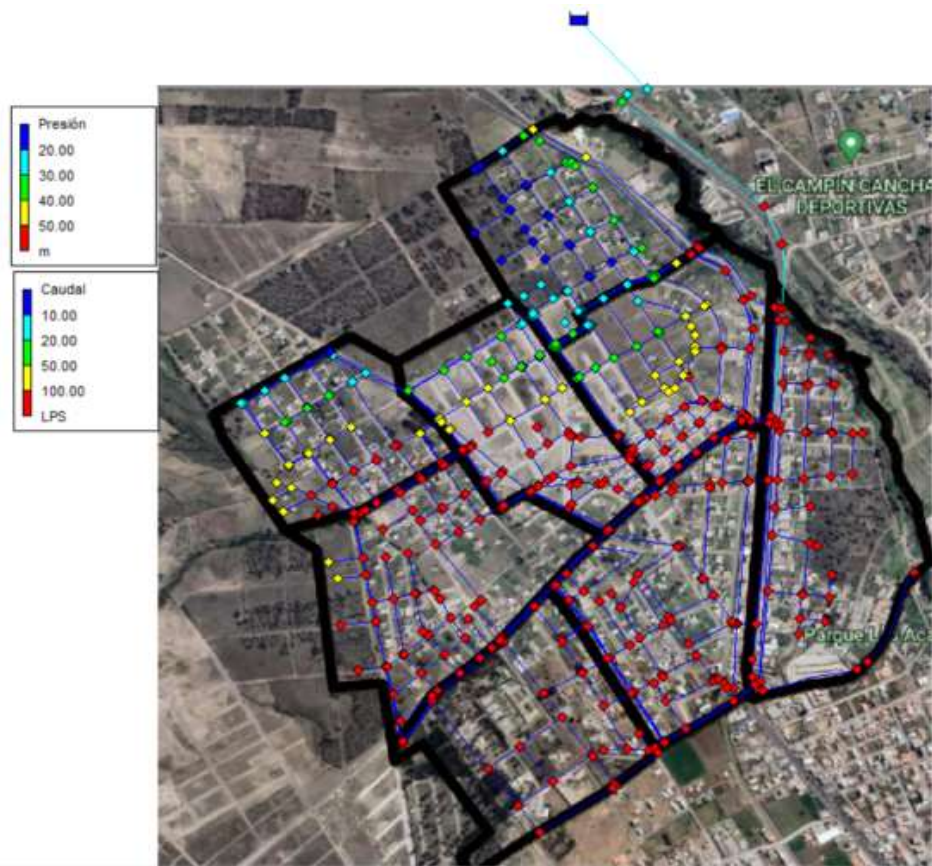 Presión
20.00
30.00
40.00
50.00
m
Caudal
10.00
20.00
50.00
100.00
LPS
EL CAMPIN CANCHA
DEPORTIVAS
Parque